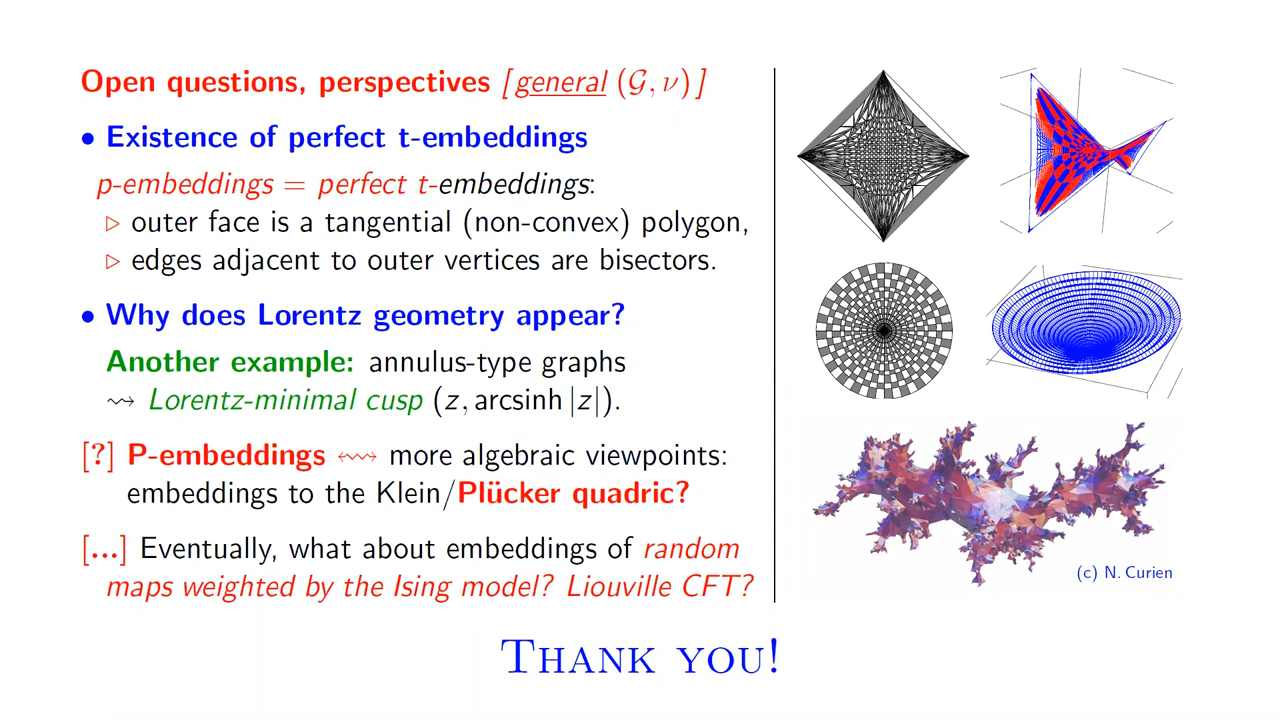 Open questions, perspectives [general (𝒢, ν)]
• Existence of perfect t-embeddings
p-embeddings = perfect t-embeddings:
▷ outer face is a tangential (non-convex) polygon,
▷ edges adjacent to outer vertices are bisectors.
• Why does Lorentz geometry appear?
Another example: annulus-type graphs
⇝ Lorentz-minimal cusp (z, arcsinh |z|).
[?] P-embeddings ⇜⇝ more algebraic viewpoints:
embeddings to the Klein/Plücker quadric?
[...] Eventually, what about embeddings of random
maps weighted by the Ising model? Liouville CFT?
(c) N. Curien
Thank you!